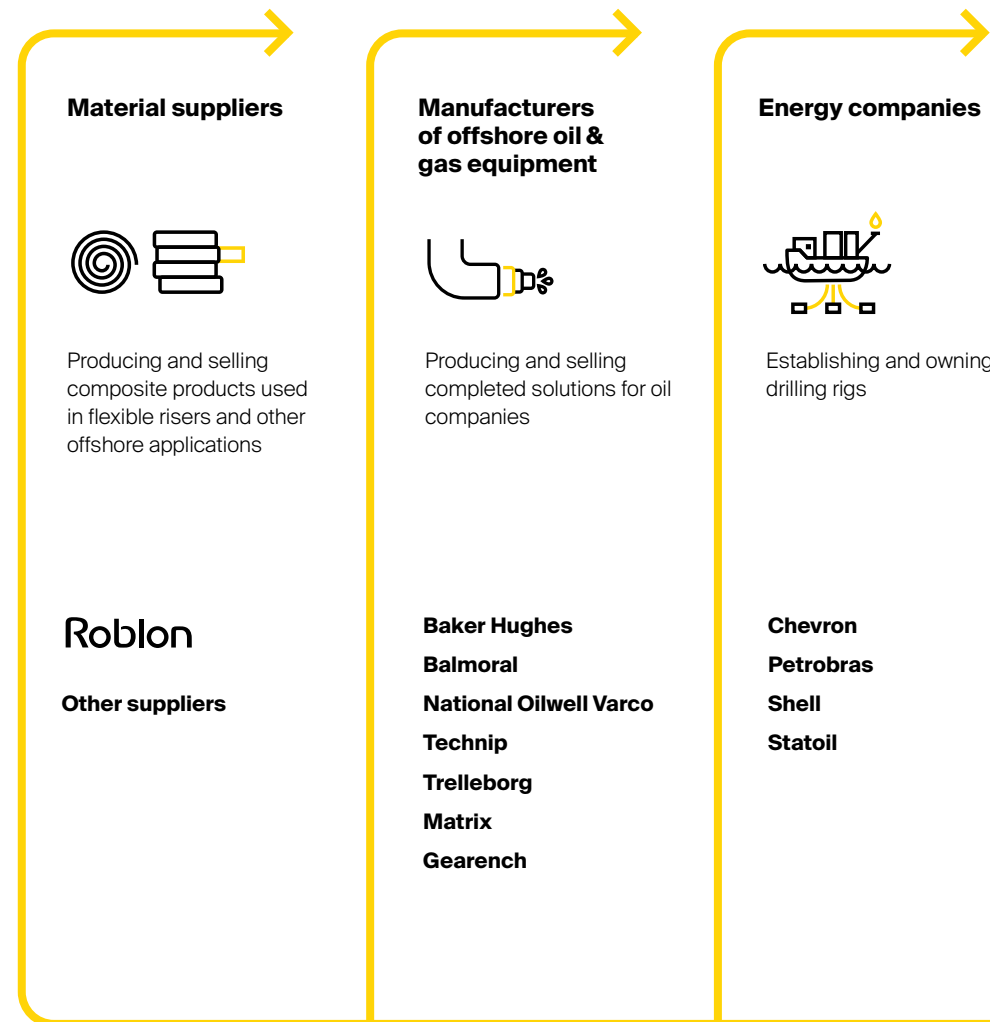 Material suppliers
Producing and selling
composite products used
in flexible risers and other
offshore applications
Roblon
Other suppliers
Manufacturers
of offshore oil &
gas equipment
Producing and selling
completed solutions for oil
companies
Baker Hughes
Balmoral
National Oilwell Varco
Technip
Trelleborg
Matrix
Gearench
Energy companies
Establishing and owning
drilling rigs
Chevron
Petrobras
Shell
Statoil